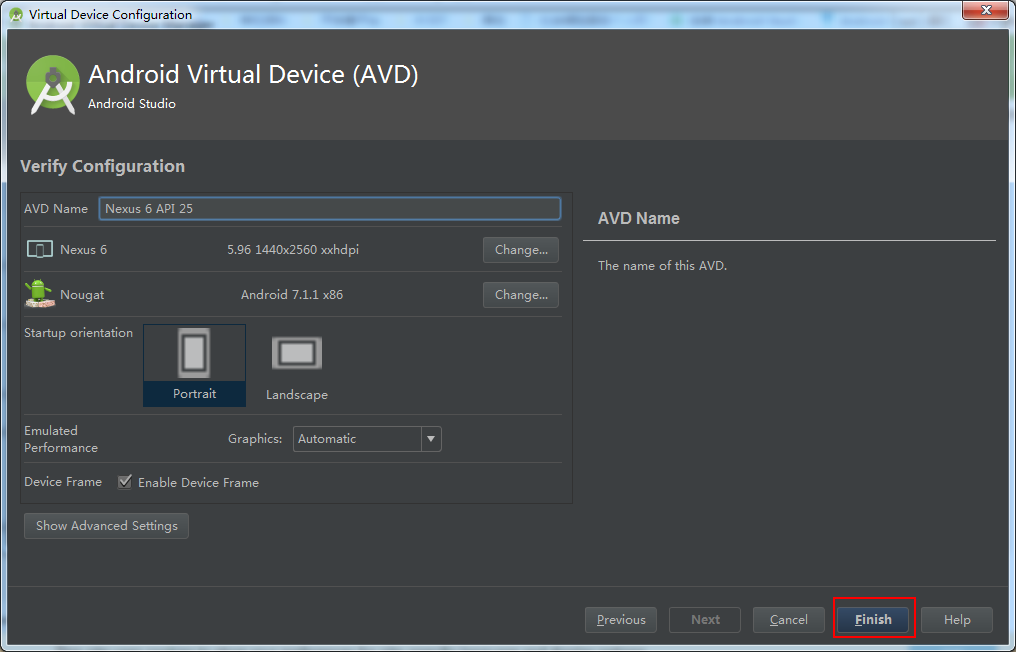 Virtual Device Configuration
Android Virtual Device (AVD)
Android Studio
Verify Configuration
AVD Name Nexus 6 API 25
Nexus 6 5.96 1440x2560 xxhdpi Change...
Nougat Android 7.1.1 x86 Change...
Startup orientation
Portrait
Landscape
Emulated
Performance
Graphics: Automatic
Device Frame Enable Device Frame
Show Advanced Settings
AVD Name
The name of this AVD.
Previous Next Cancel Finish Help